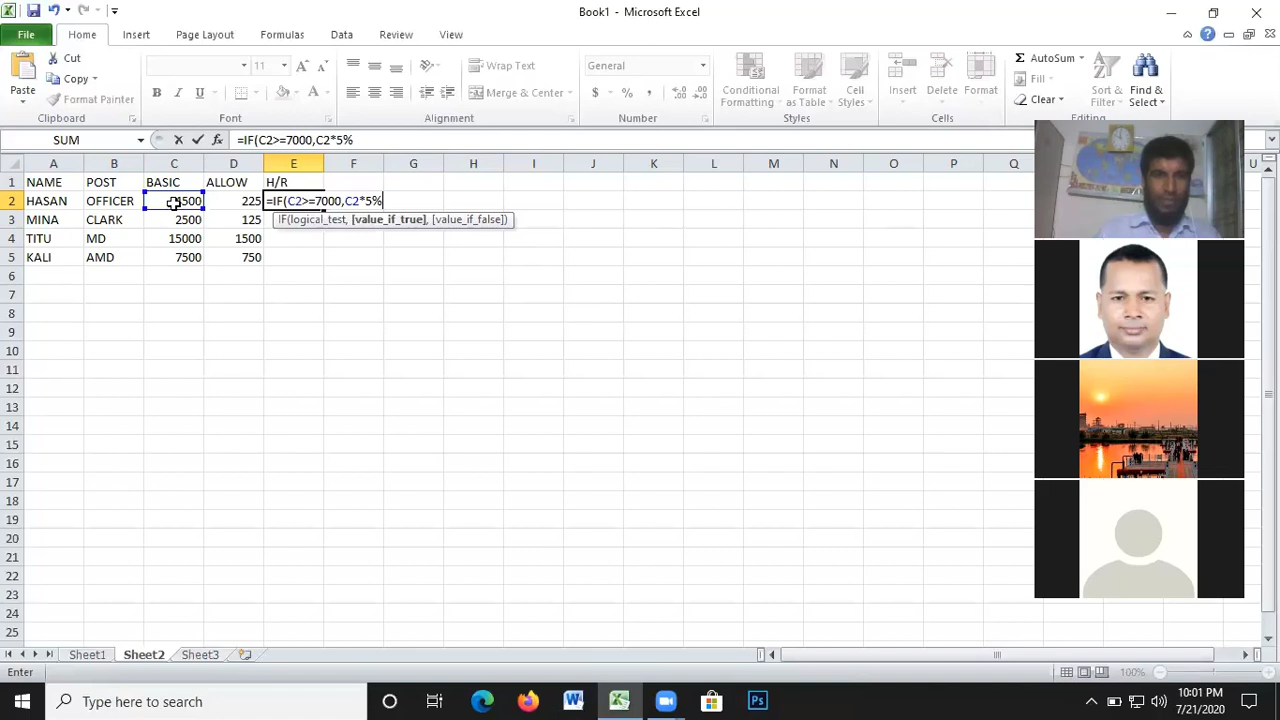 Book1 - Microsoft Excel
File Home Insert Page Layout Formulas Data Review View
Paste
Cut
Copy
Format Painter
Clipboard
11
A A
B I U A
Font
Wrap Text
Merge & Center
Alignment
General
$ % ,
Number
Conditional Formatting
Format as Table
Cell Styles
Styles
Insert
Delete
Format
Cells
Σ AutoSum
Fill
Clear
Sort & Filter
Find & Select
Editing
SUM fx =IF(C2>=7000,C2*5%
A B C D E F G H I J K L M N O P Q U
1 NAME POST BASIC ALLOW H/R
2 HASAN OFFICER 225 =IF(C2>=7000,C2*5%
3 MINA CLARK 2500 125 IF(logical_test, [value_if_true], [value_if_false])
4 TITU MD 15000 1500
5 KALI AMD 7500 750
6
7
8
9
10
11
12
13
14
15
16
17
18
19
20
21
22
23
24
25
Sheet1 Sheet2 Sheet3
Enter 100%
Type here to search
10:01 PM
7/21/2020